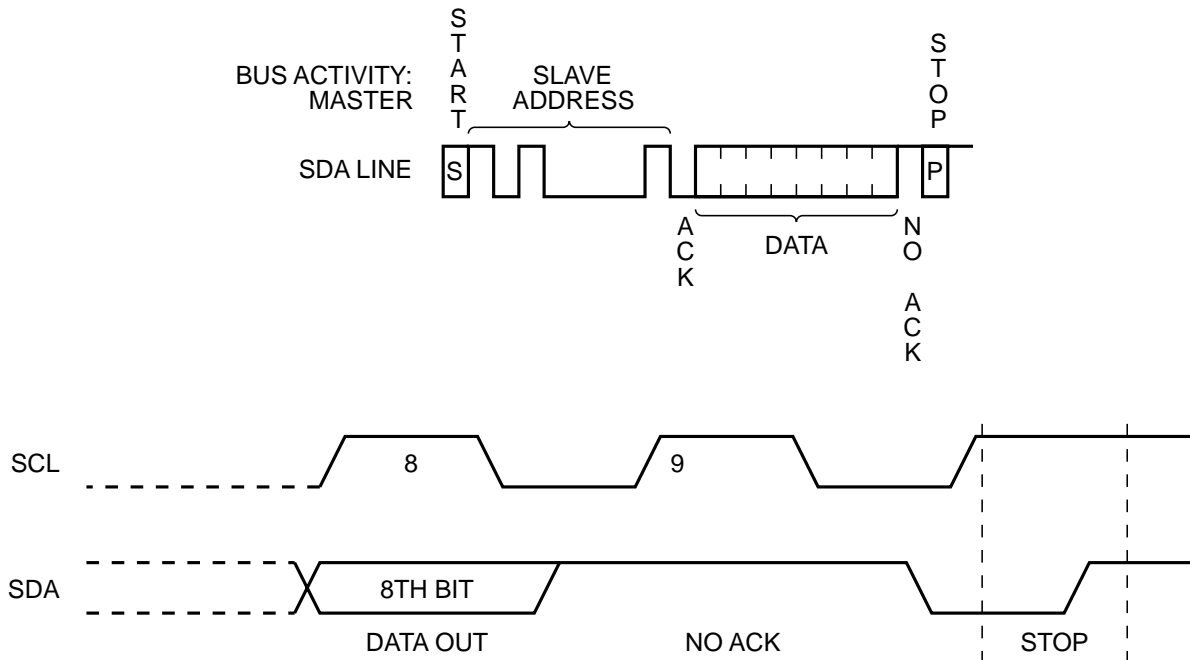 START
BUS ACTIVITY:
MASTER
SLAVE
ADDRESS
STOP
SDA LINE
S
P
ACK
DATA
NO ACK
SCL
8
9
SDA
8TH BIT
DATA OUT
NO ACK
STOP